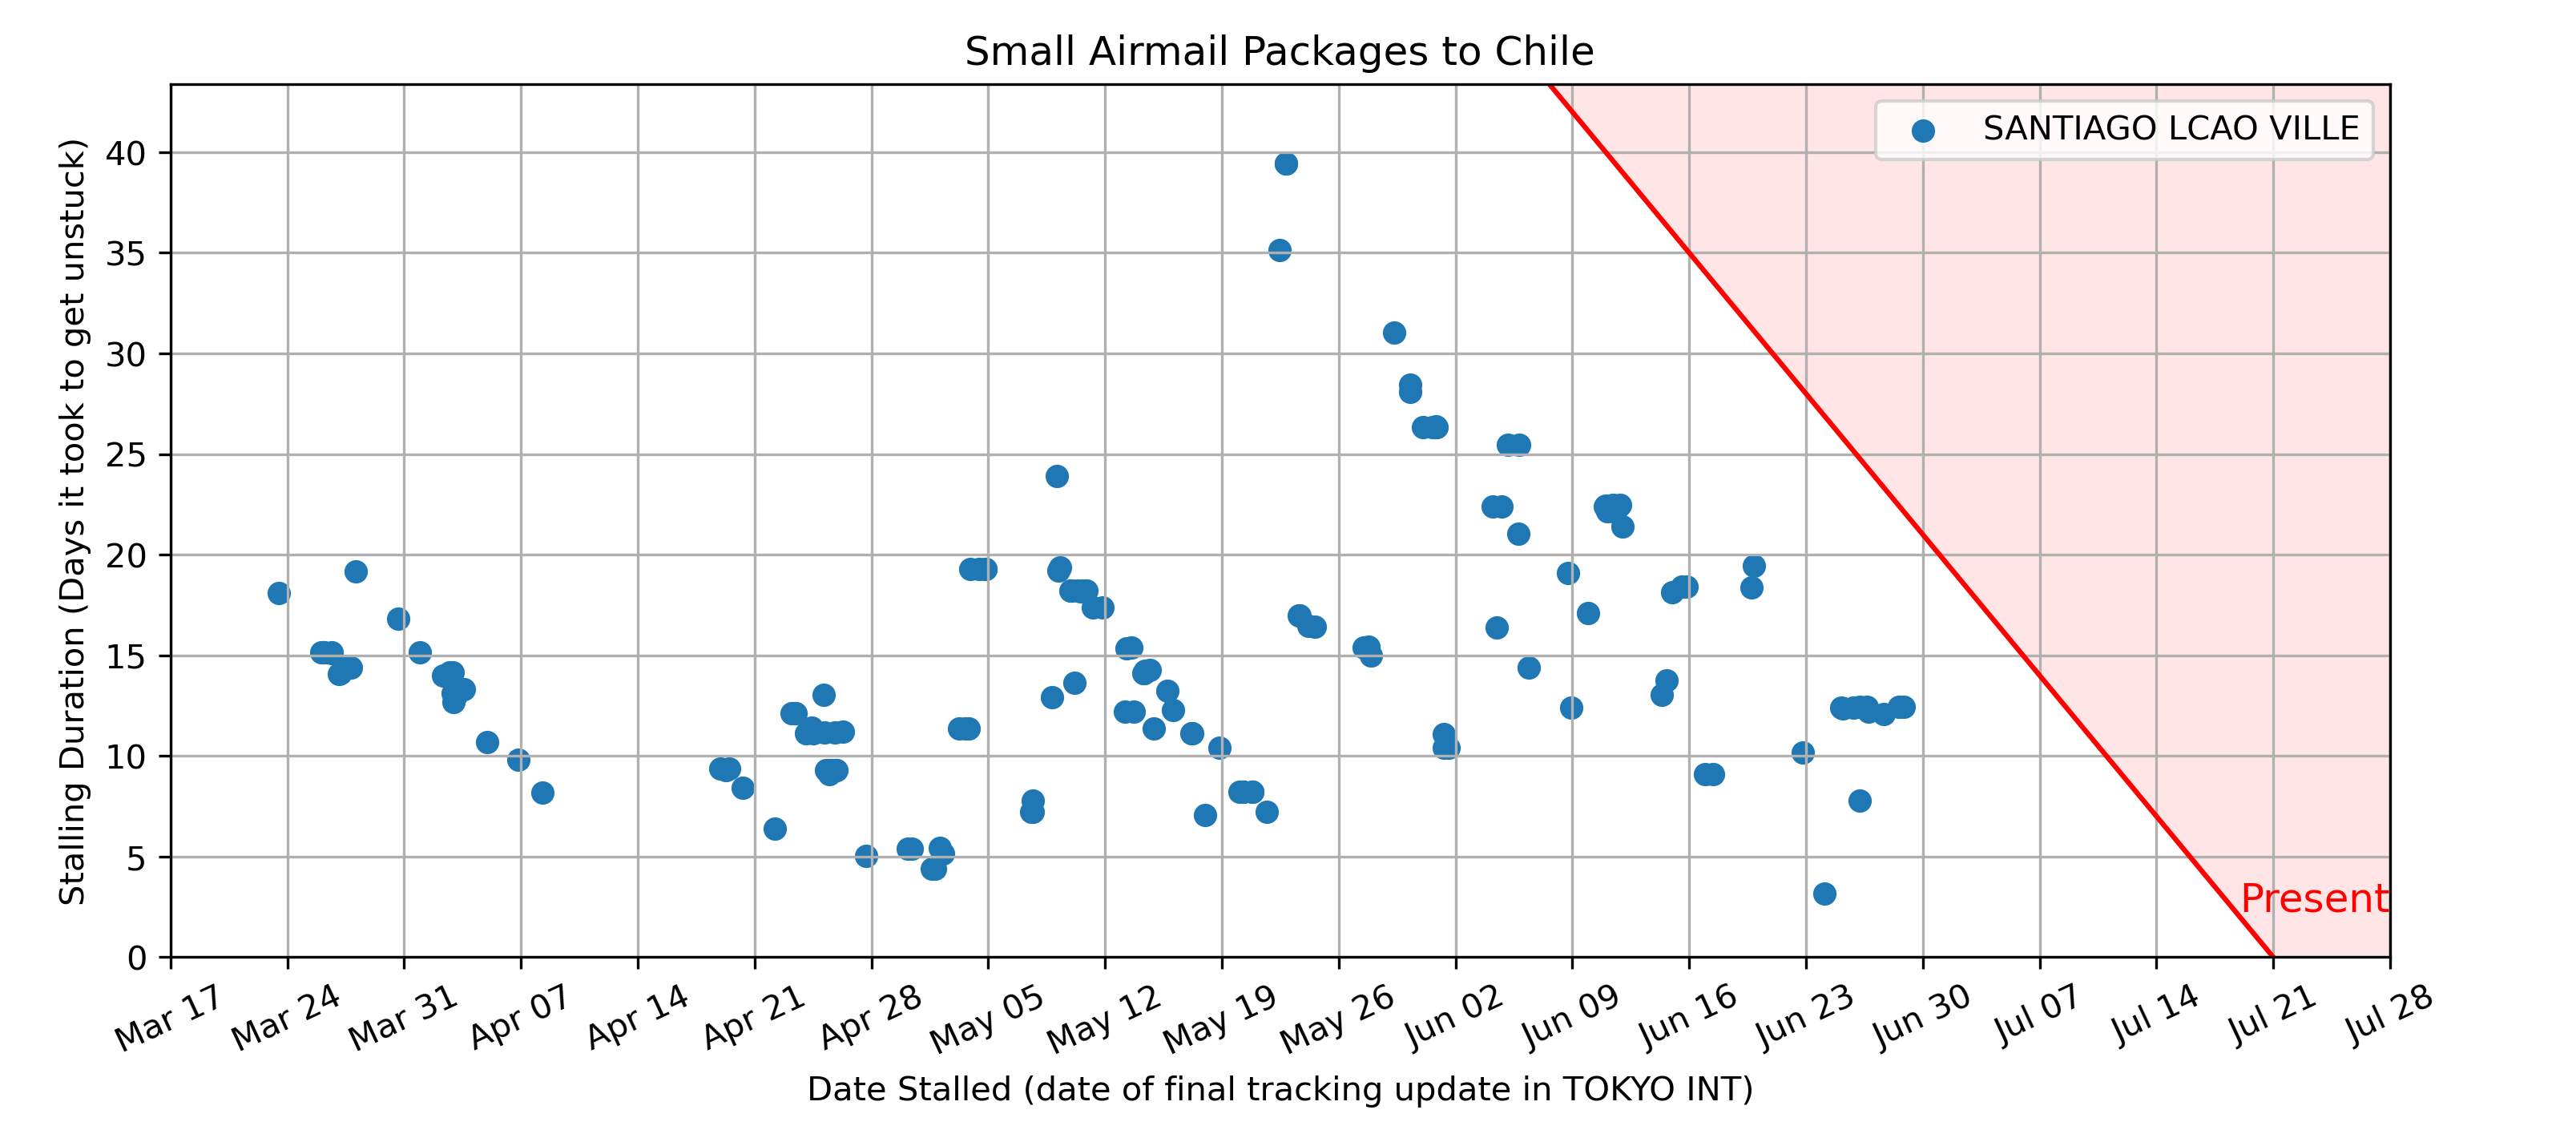 Small Airmail Packages to Chile
SANTIAGO LCAO VILLE
Stalling Duration (Days it took to get unstuck)
40
35
30
25
20
15
10
5
0
Present
Mar 17
Mar 24
Mar 31
Apr 07
Apr 14
Apr 21
Apr 28
May 05
May 12
May 19
May 26
Jun 02
Jun 09
Jun 16
Jun 23
Jun 30
Jul 07
Jul 14
Jul 21
Jul 28
Date Stalled (date of final tracking update in TOKYO INT)